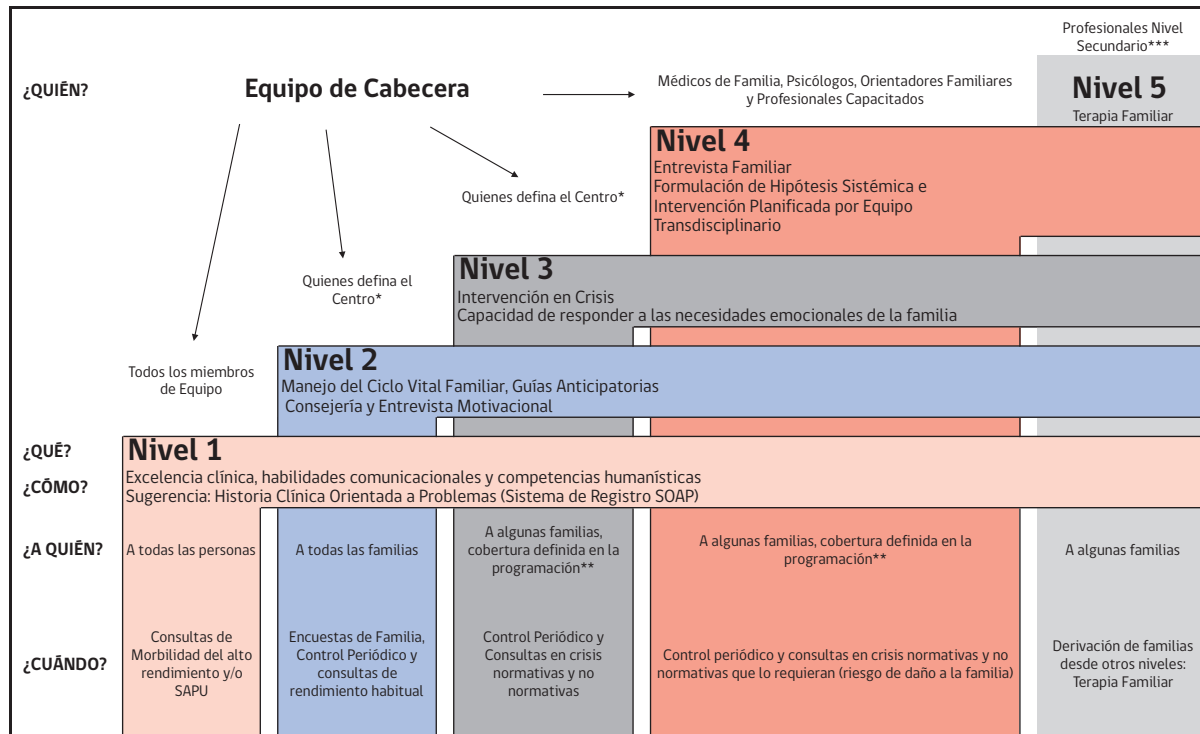 Profesionales Nivel
Secundario***
¿QUIÉN?
Equipo de Cabecera
Médicos de Familia, Psicólogos, Orientadores Familiares
y Profesionales Capacitados
Nivel 5
Terapia Familiar
Nivel 4
Entrevista Familiar
Formulación de Hipótesis Sistémica e
Intervención Planificada por Equipo
Transdisciplinario
Quienes defina el Centro*
Nivel 3
Intervención en Crisis
Capacidad de responder a las necesidades emocionales de la familia
Quienes defina el
Centro*
Nivel 2
Manejo del Ciclo Vital Familiar, Guías Anticipatorias
Consejería y Entrevista Motivacional
Todos los miembros
de Equipo
¿QUÉ?
Nivel 1
Excelencia clínica, habilidades comunicacionales y competencias humanísticas
¿CÓMO?
Sugerencia: Historia Clínica Orientada a Problemas (Sistema de Registro SOAP)
¿A QUIÉN?
A todas las personas
A todas las familias
A algunas familias,
cobertura definida en la
programación**
A algunas familias, cobertura definida en la
programación**
A algunas familias
¿CUÁNDO?
Consultas de
Morbilidad del alto
rendimiento y/o
SAPU
Encuestas de Familia,
Control Periódico y
consultas de
rendimiento habitual
Control Periódico y
Consultas en crisis
normativas y no
normativas
Control periódico y consultas en crisis normativas y no
normativas que lo requieran (riesgo de daño a la familia)
Derivación de familias
desde otros niveles:
Terapia Familiar